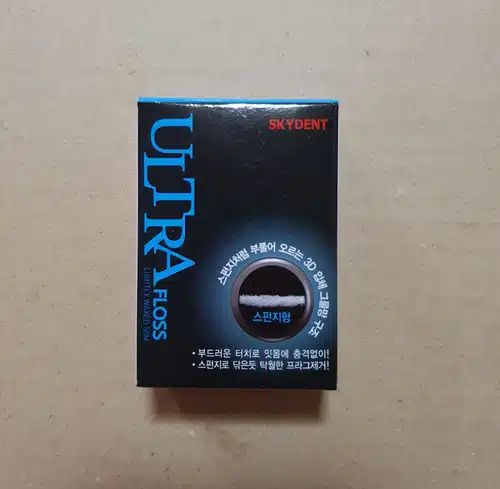 SKYDENT
ULTRA
FLOSS
LIGHTLY WAXED 50M
스펀지처럼 부풀어 오르는 3D 입체 그물망 구조
스펀지형
• 부드러운 터치로 잇몸에 충격없이!
• 스펀지로 닦은듯 탁월한 프라그제거!